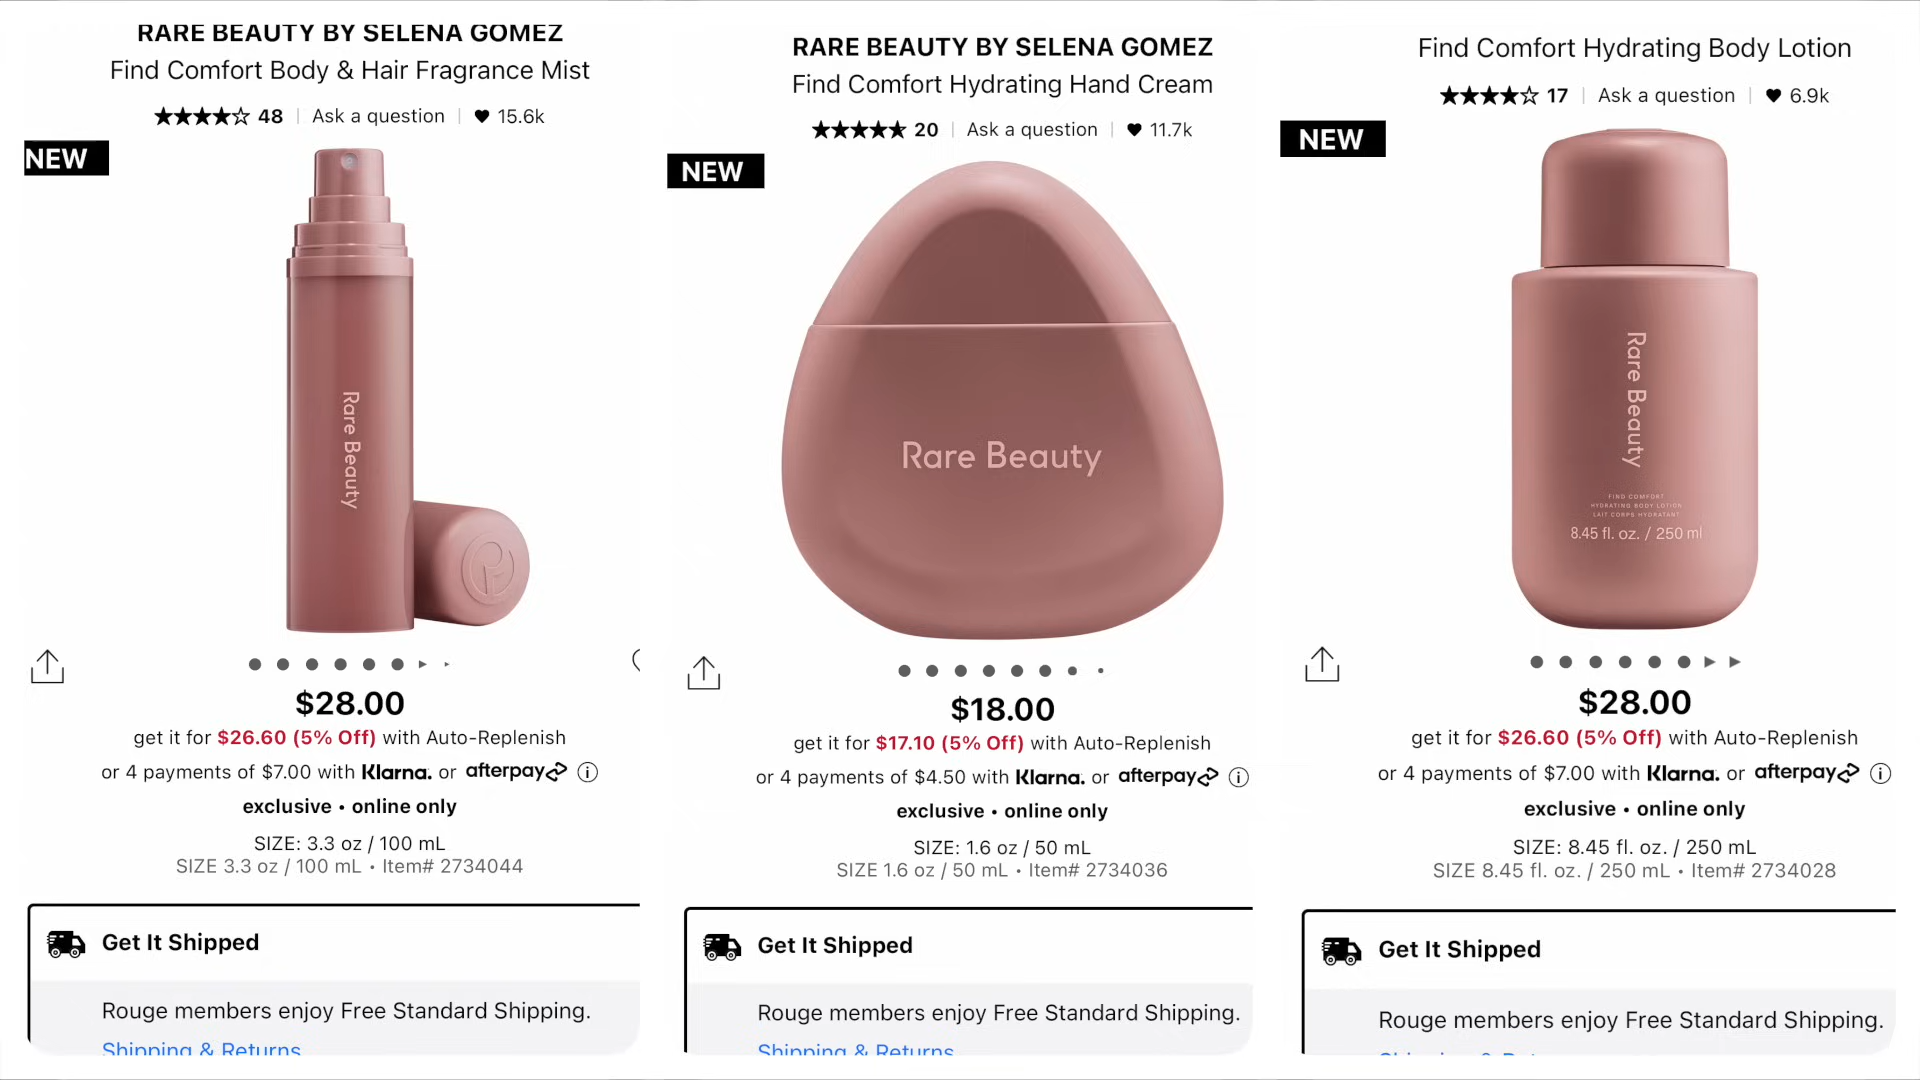 RARE BEAUTY BY SELENA GOMEZ
Find Comfort Body & Hair Fragrance Mist
★★★★☆ 48 | Ask a question | ♥ 15.6k
NEW
Rare Beauty
$28.00
get it for $26.60 (5% Off) with Auto-Replenish
or 4 payments of $7.00 with Klarna. or afterpay
exclusive • online only
SIZE: 3.3 oz / 100 mL
SIZE 3.3 oz / 100 mL • Item# 2734044
Get It Shipped
Rouge members enjoy Free Standard Shipping.
Shipping & Returns
RARE BEAUTY BY SELENA GOMEZ
Find Comfort Hydrating Hand Cream
★★★★★ 20 | Ask a question | ♥ 11.7k
NEW
Rare Beauty
$18.00
get it for $17.10 (5% Off) with Auto-Replenish
or 4 payments of $4.50 with Klarna. or afterpay
exclusive • online only
SIZE: 1.6 oz / 50 mL
SIZE 1.6 oz / 50 mL • Item# 2734036
Get It Shipped
Rouge members enjoy Free Standard Shipping.
Shipping & Returns
Find Comfort Hydrating Body Lotion
★★★★☆ 17 | Ask a question | ♥ 6.9k
NEW
Rare Beauty
FIND COMFORT
HYDRATING BODY LOTION
LAIT CORPS HYDRATANT
8.45 fl. oz. / 250 ml
$28.00
get it for $26.60 (5% Off) with Auto-Replenish
or 4 payments of $7.00 with Klarna. or afterpay
exclusive • online only
SIZE: 8.45 fl. oz. / 250 mL
SIZE 8.45 fl. oz. / 250 mL • Item# 2734028
Get It Shipped
Rouge members enjoy Free Standard Shipping.